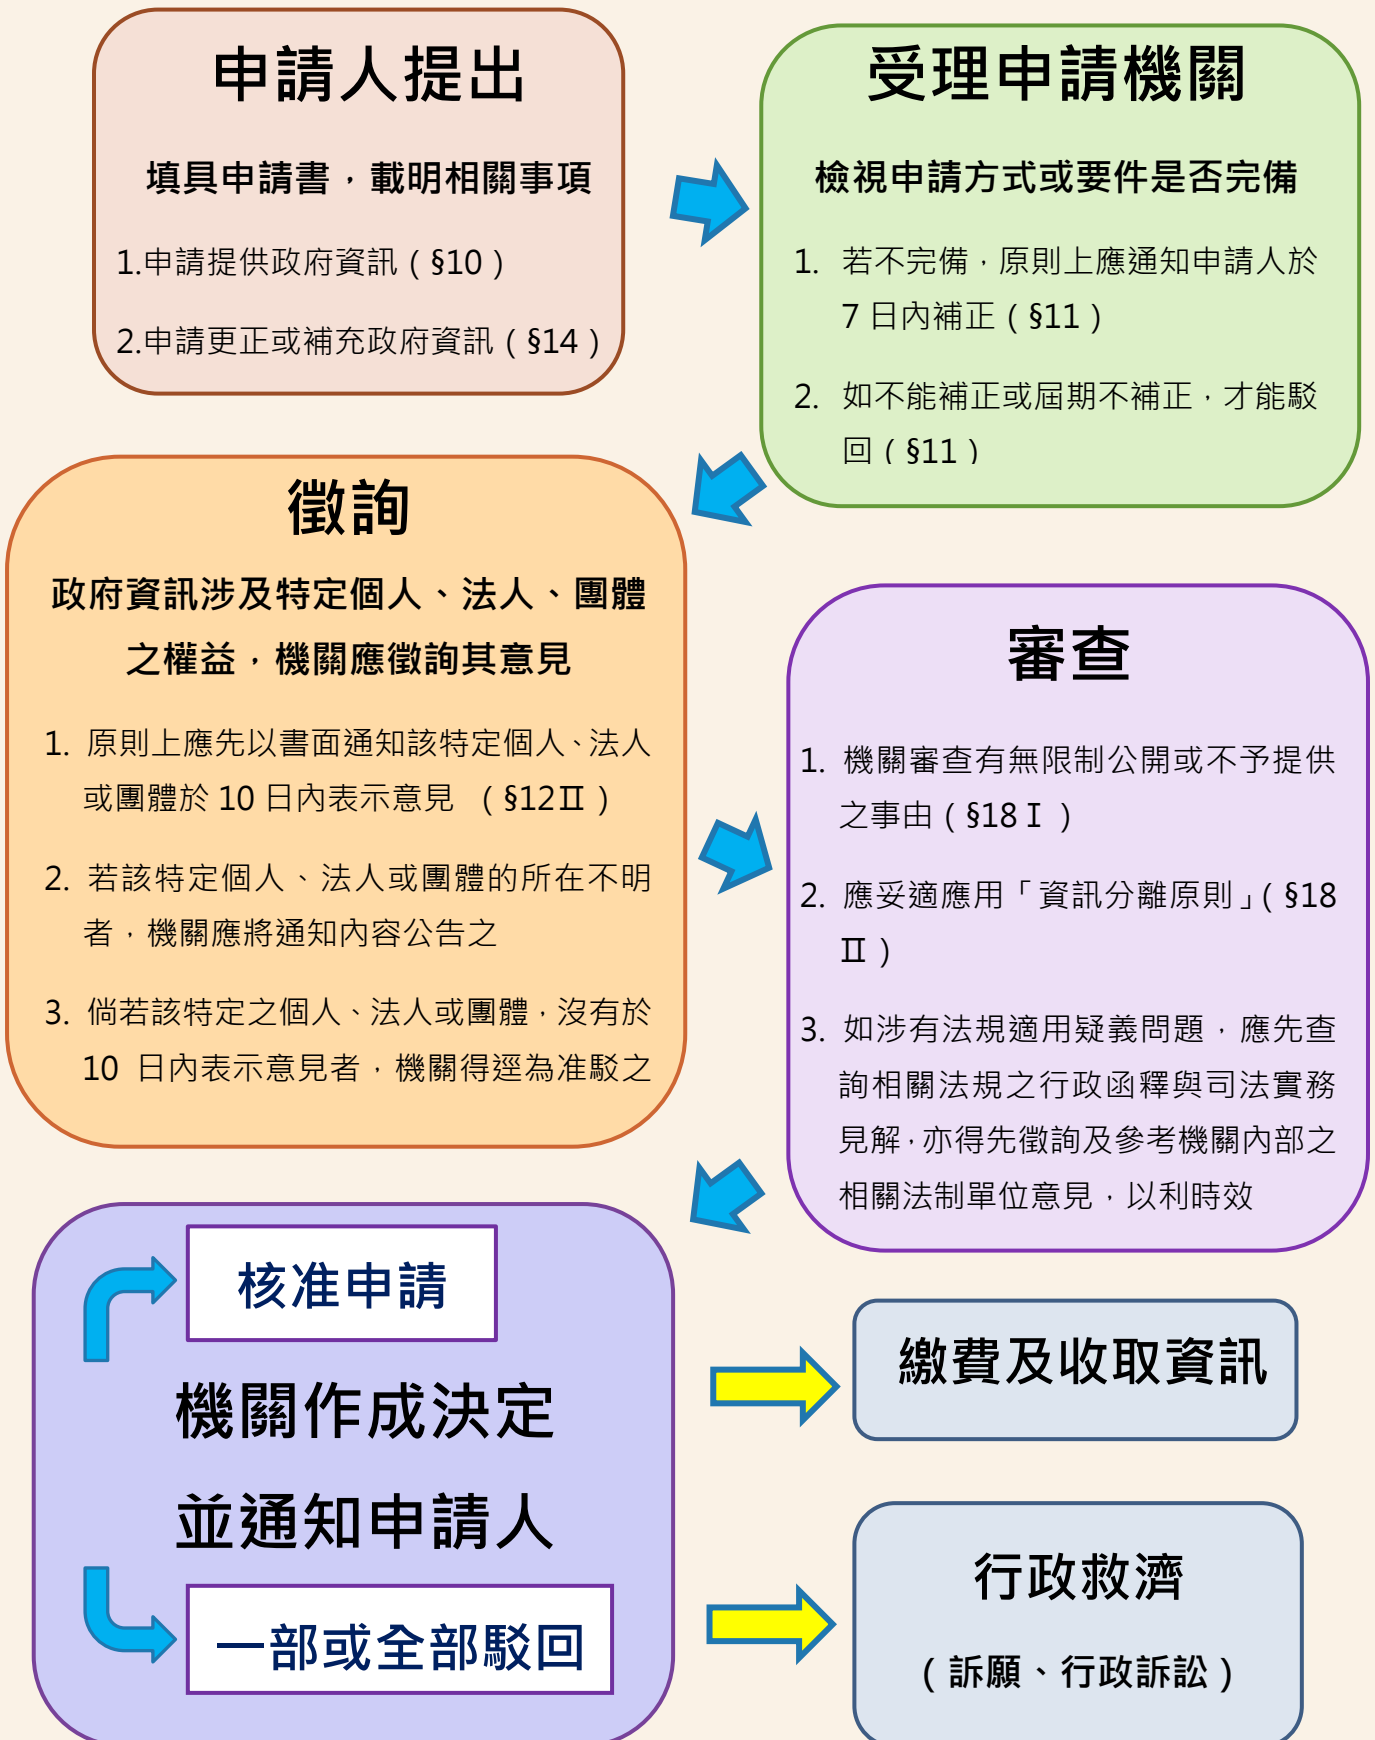 申請人提出
填具申請書，載明相關事項
1.申請提供政府資訊（§10）
2.申請更正或補充政府資訊（§14）
受理申請機關
檢視申請方式或要件是否完備
1. 若不完備，原則上應通知申請人於
7 日內補正（§11）
2. 如不能補正或屆期不補正，才能駁
回（§11）
徵詢
政府資訊涉及特定個人、法人、團體
之權益，機關應徵詢其意見
1. 原則上應先以書面通知該特定個人、法人
或團體於 10 日內表示意見 （§12Ⅱ）
2. 若該特定個人、法人或團體的所在不明
者，機關應將通知內容公告之
3. 倘若該特定之個人、法人或團體，沒有於
10 日內表示意見者，機關得逕為准駁之
審查
1. 機關審查有無限制公開或不予提供
之事由（§18Ⅰ）
2. 應妥適應用「資訊分離原則」（§18
Ⅱ）
3. 如涉有法規適用疑義問題，應先查
詢相關法規之行政函釋與司法實務
見解，亦得先徵詢及參考機關內部之
相關法制單位意見，以利時效
核准申請
機關作成決定
並通知申請人
一部或全部駁回
繳費及收取資訊
行政救濟
（訴願、行政訴訟）